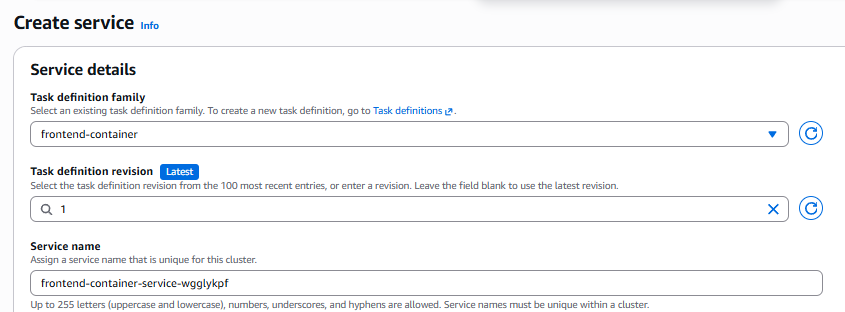 Create service Info
Service details
Task definition family
Select an existing task definition family. To create a new task definition, go to Task definitions.
frontend-container
Task definition revision Latest
Select the task definition revision from the 100 most recent entries, or enter a revision. Leave the field blank to use the latest revision.
1
Service name
Assign a service name that is unique for this cluster.
frontend-container-service-wgglykpf
Up to 255 letters (uppercase and lowercase), numbers, underscores, and hyphens are allowed. Service names must be unique within a cluster.